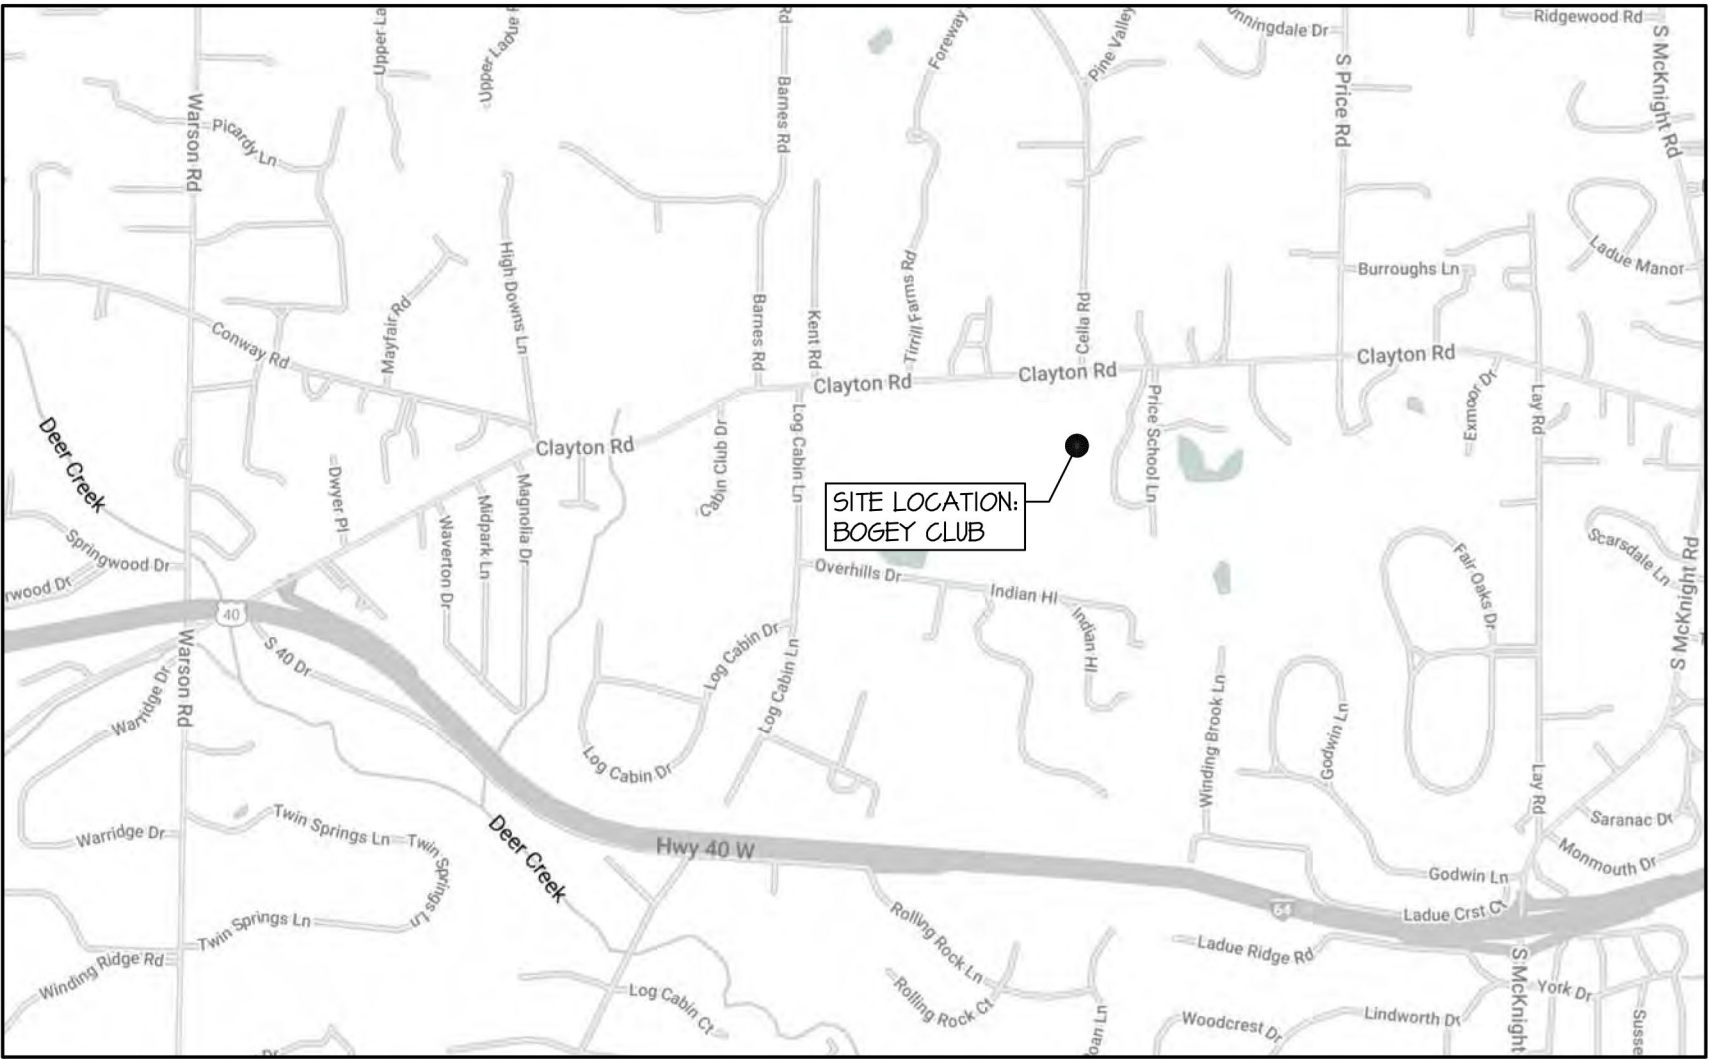 Ridgewood Rd
Pine Valley
Foreway
S McKnight Rd
S Price Rd
Barnes Rd
Warson Rd
Picardy Ln
High Downs Ln
Ladue Manor
Burroughs Ln
Tirrill Farms Rd
Mayfair Rd
Conway Rd
Barnes Rd
Kent Rd
Cella Rd
Clayton Rd
Clayton Rd
Clayton Rd
Clayton Rd
Exmoor Dr
Lay Rd
Price School Ln
Log Cabin Ln
Cabin Club Dr
Deer Creek
Dwyer Pl
Magnolia Dr
Midpark Ln
Waverton Dr
SITE LOCATION:
BOGEY CLUB
Springwood Dr
rwood Dr
Overhills Dr
Indian Hl
Indian Hl
Fair Oaks Dr
Scarsdale Ln
S McKnight Rd
40
S 40 Dr
Warson Rd
Warridge Dr
Log Cabin Dr
Log Cabin Ln
Log Cabin Dr
Winding Brook Ln
Godwin Ln
Lay Rd
Saranac Dr
Monmouth Dr
Warridge Dr
Twin Springs Ln
Twin Springs Ln
Twin Springs Ln
Deer Creek
Hwy 40 W
Godwin Ln
Ladue Crst Ct
64
Winding Ridge Rd
Rolling Rock Ln
Rolling Rock Ct
Ladue Ridge Rd
S McKnight
York Dr
Log Cabin Ct
Woodcrest Dr
Lindworth Dr
Susse